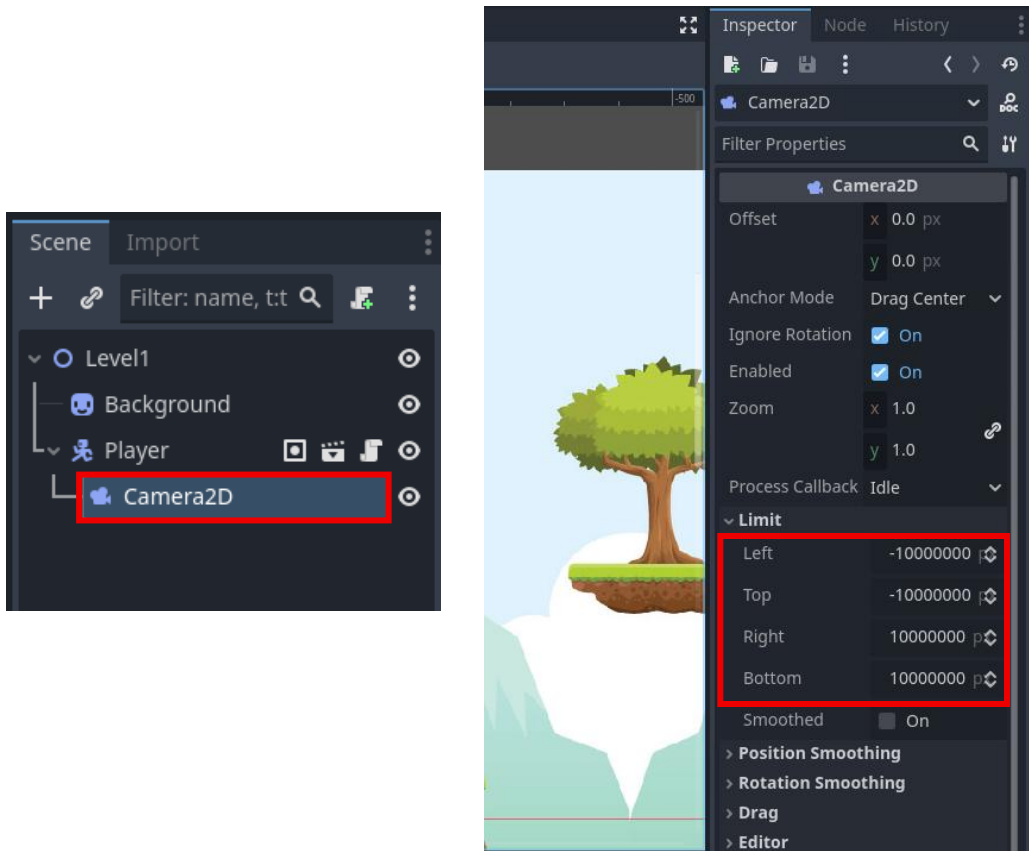 Scene Import
Filter: name, t:t
Level1
Background
Player
Camera2D
Inspector Node History
Camera2D
DOC
Filter Properties
-500
Camera2D
Offset x 0.0 px
y 0.0 px
Anchor Mode Drag Center
Ignore Rotation On
Enabled On
Zoom x 1.0
y 1.0
Process Callback Idle
Limit
Left -10000000
Top -10000000
Right 10000000 p
Bottom 10000000 p
Smoothed On
Position Smoothing
Rotation Smoothing
Drag
Editor